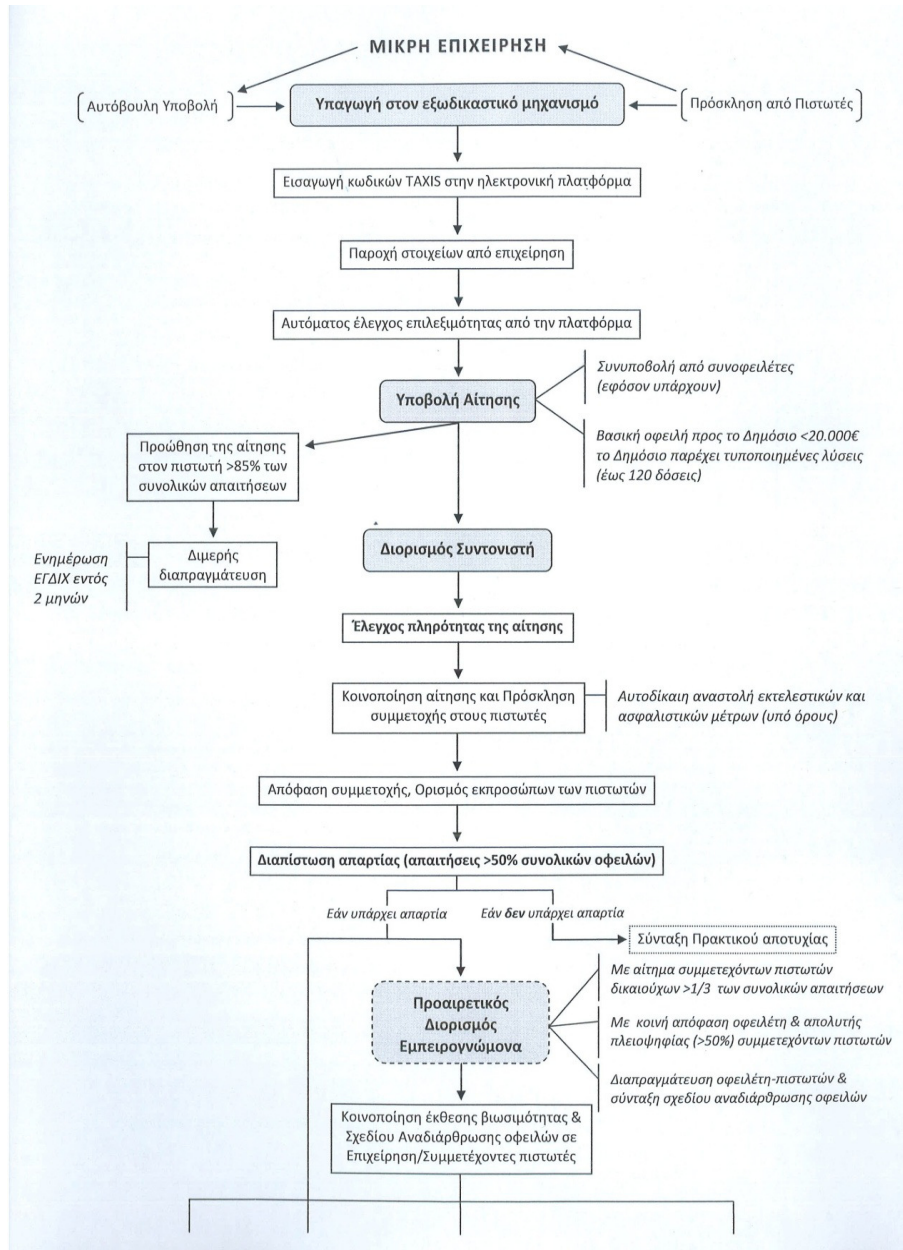 ΜΙΚΡΗ ΕΠΙΧΕΙΡΗΣΗ
Αυτόβουλη Υποβολή
Υπαγωγή στον εξωδικαστικό μηχανισμό
Πρόσκληση από Πιστωτές
Εισαγωγή κωδικών TAXIS στην ηλεκτρονική πλατφόρμα
Παροχή στοιχείων από επιχείρηση
Αυτόματος έλεγχος επιλεξιμότητας από την πλατφόρμα
Συνυποβολή από συνοφειλέτες
(εφόσον υπάρχουν)
Υποβολή Αίτησης
Βασική οφειλή προς το Δημόσιο <20.000€
το Δημόσιο παρέχει τυποποιημένες λύσεις
(έως 120 δόσεις)
Προώθηση της αίτησης
στον πιστωτή >85% των
συνολικών απαιτήσεων
Διμερής
διαπραγμάτευση
Ενημέρωση
ΕΓΔΙΧ εντός
2 μηνών
Διορισμός Συντονιστή
Έλεγχος πληρότητας της αίτησης
Κοινοποίηση αίτησης και Πρόσκληση
συμμετοχής στους πιστωτές
Αυτοδίκαιη αναστολή εκτελεστικών και
ασφαλιστικών μέτρων (υπό όρους)
Απόφαση συμμετοχής, Ορισμός εκπροσώπων των πιστωτών
Διαπίστωση απαρτίας (απαιτήσεις >50% συνολικών οφειλών)
Εάν υπάρχει απαρτία
Εάν δεν υπάρχει απαρτία
Σύνταξη Πρακτικού αποτυχίας
Προαιρετικός
Διορισμός
Εμπειρογνώμονα
Με αίτημα συμμετεχόντων πιστωτών
δικαιούχων >1/3 των συνολικών απαιτήσεων
Με κοινή απόφαση οφειλέτη & απολυτής
πλειοψηφίας (>50%) συμμετεχόντων πιστωτών
Διαπραγμάτευση οφειλέτη-πιστωτών &
σύνταξη σχεδίου αναδιάρθρωσης οφειλών
Κοινοποίηση έκθεσης βιωσιμότητας &
Σχεδίου Αναδιάρθρωσης οφειλών σε
Επιχείρηση/Συμμετέχοντες πιστωτές